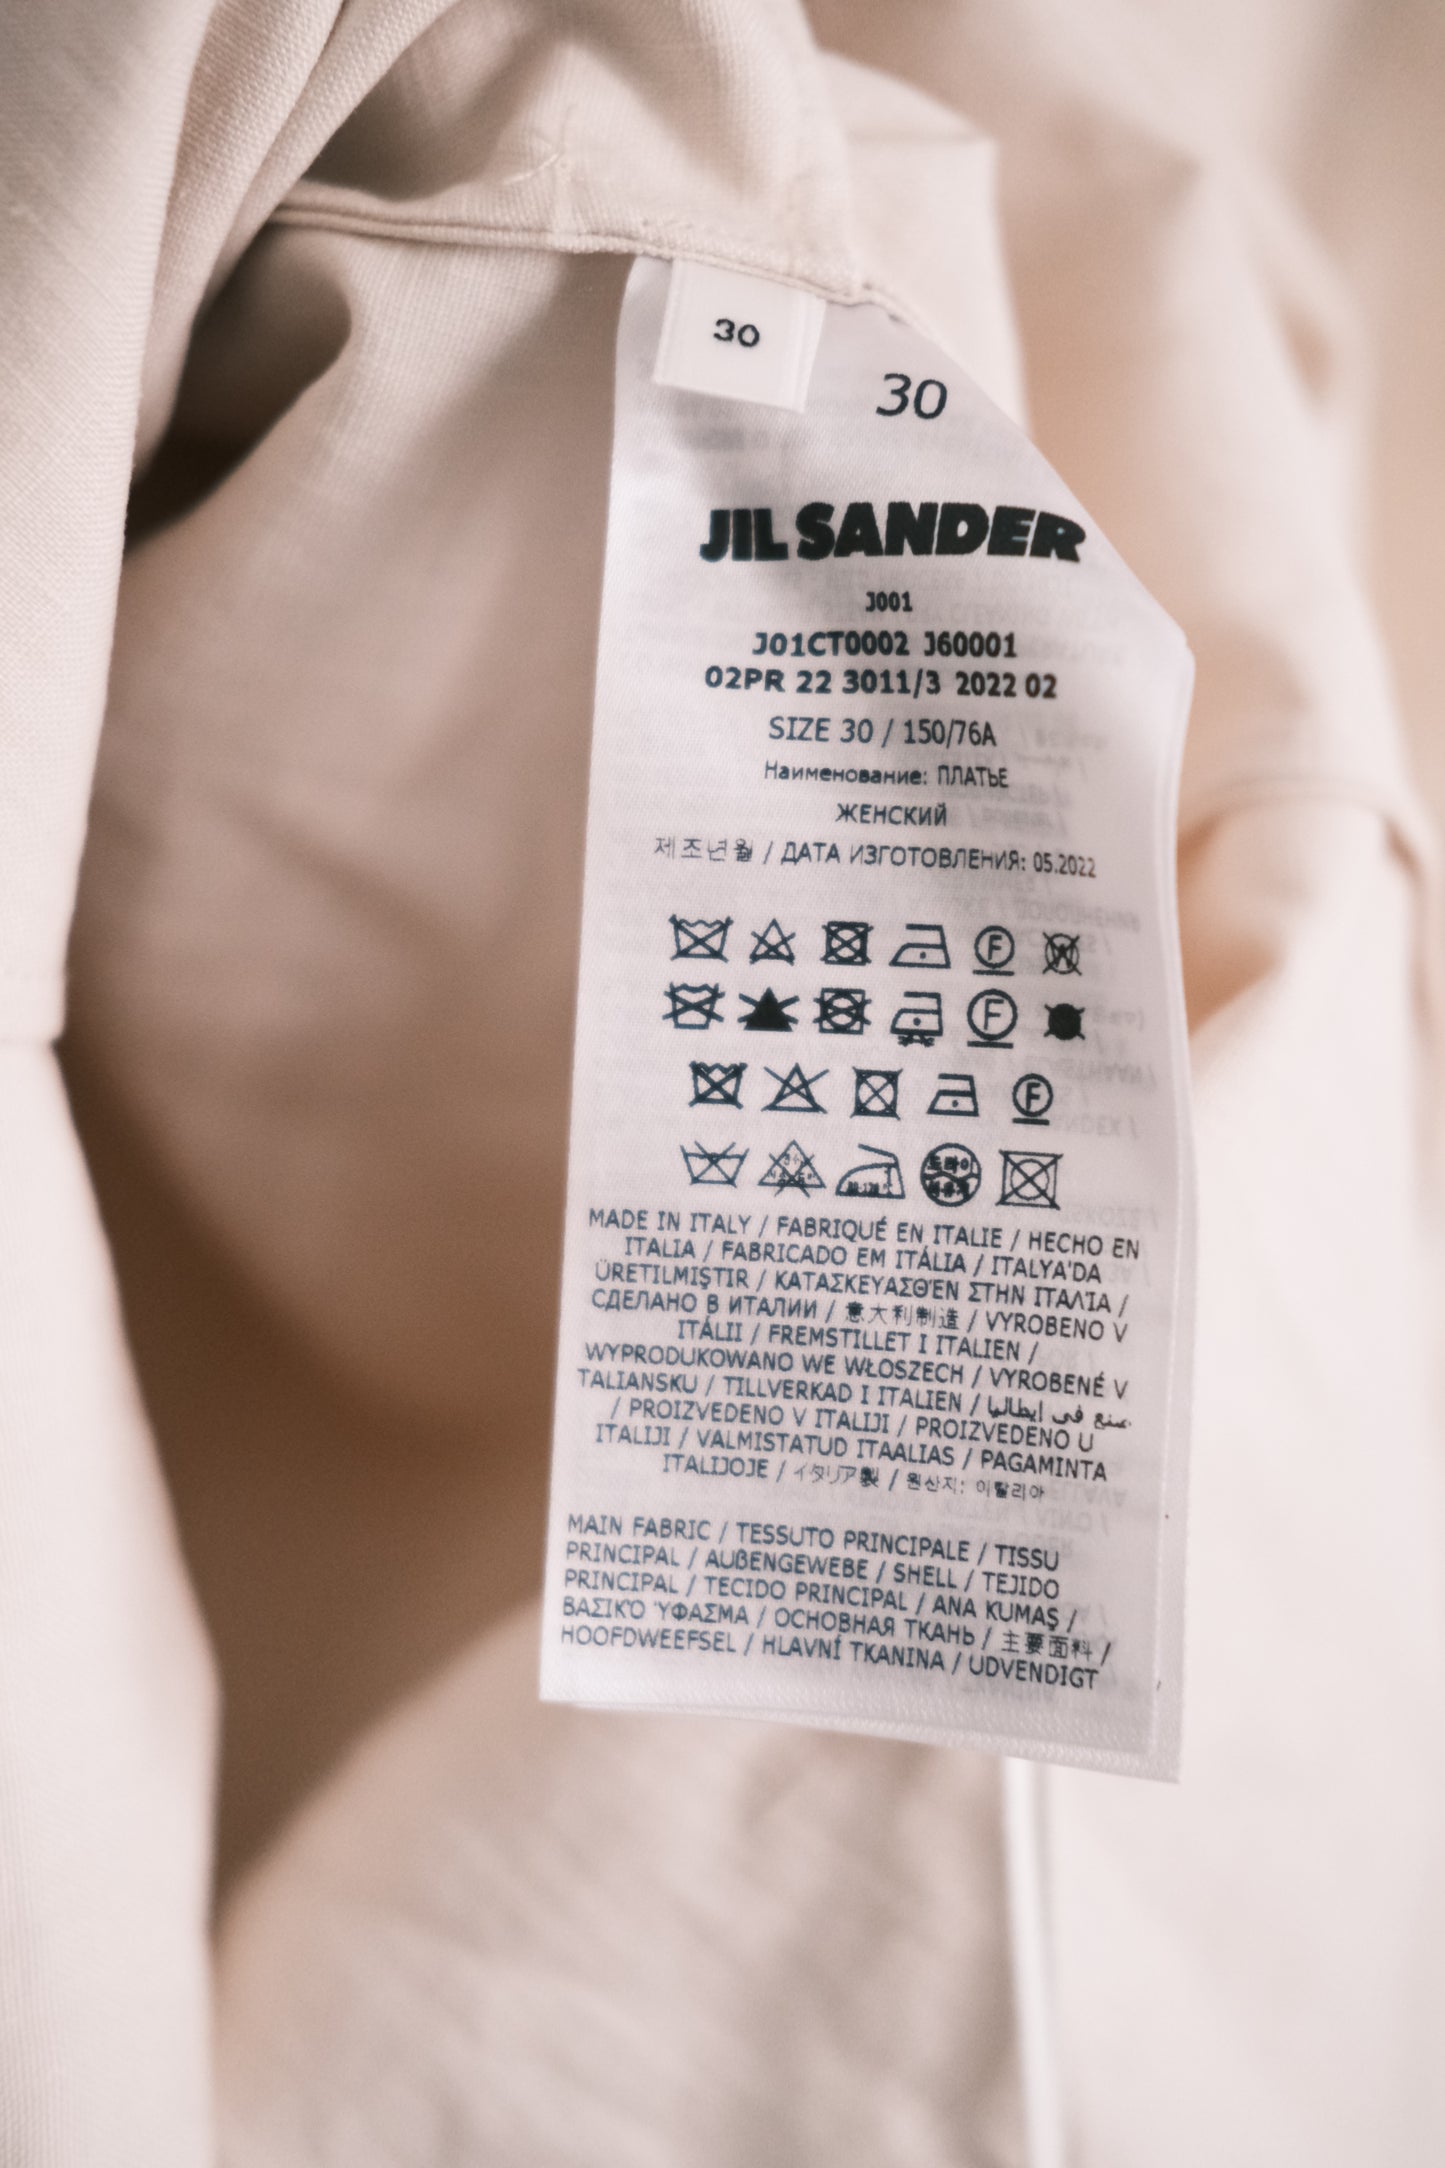 30
30
JIL SANDER
J001
J01CT0002 J60001
02PR 22 3011/3 2022 02
SIZE 30 / 150/76A
Наименование: ПЛАТЬЕ
ЖЕНСКИЙ
제조년월 / ДАТА ИЗГОТОВЛЕНИЯ: 05.2022
F W
F
F
드라이
MADE IN ITALY / FABRIQUÉ EN ITALIE / HECHO EN
ITALIA / FABRICADO EM ITÁLIA / ITALYA'DA
ÜRETILMIŞTIR / ΚΑΤΑΣΚΕΥΑΣΘΈΝ ΣΤΗΝ ΙΤΑΛΊΑ /
СДЕЛАНО В ИТАЛИИ / 意大利制造 / VYROBENO V
ITÁLII / FREMSTILLET I ITALIEN /
WYPRODUKOWANO WE WŁOSZECH / VYROBENÉ V
TALIANSKU / TILLVERKAD I ITALIEN / صنع في إيطاليا
/ PROIZVEDENO V ITALIJI / PROIZVEDENO U
ITALIJI / VALMISTATUD ITAALIAS / PAGAMINTA
ITALIJOJE / イタリア製 / 원산지: 이탈리아
MAIN FABRIC / TESSUTO PRINCIPALE / TISSU
PRINCIPAL / AUßENGEWEBE / SHELL / TEJIDO
PRINCIPAL / TECIDO PRINCIPAL / ANA KUMAŞ /
ΒΑΣΙΚΌ ΎΦΑΣΜΑ / ОСНОВНАЯ ТКАНЬ / 主要面料 /
HOOFDWEEFSEL / HLAVNÍ TKANINA / UDVENDIGT